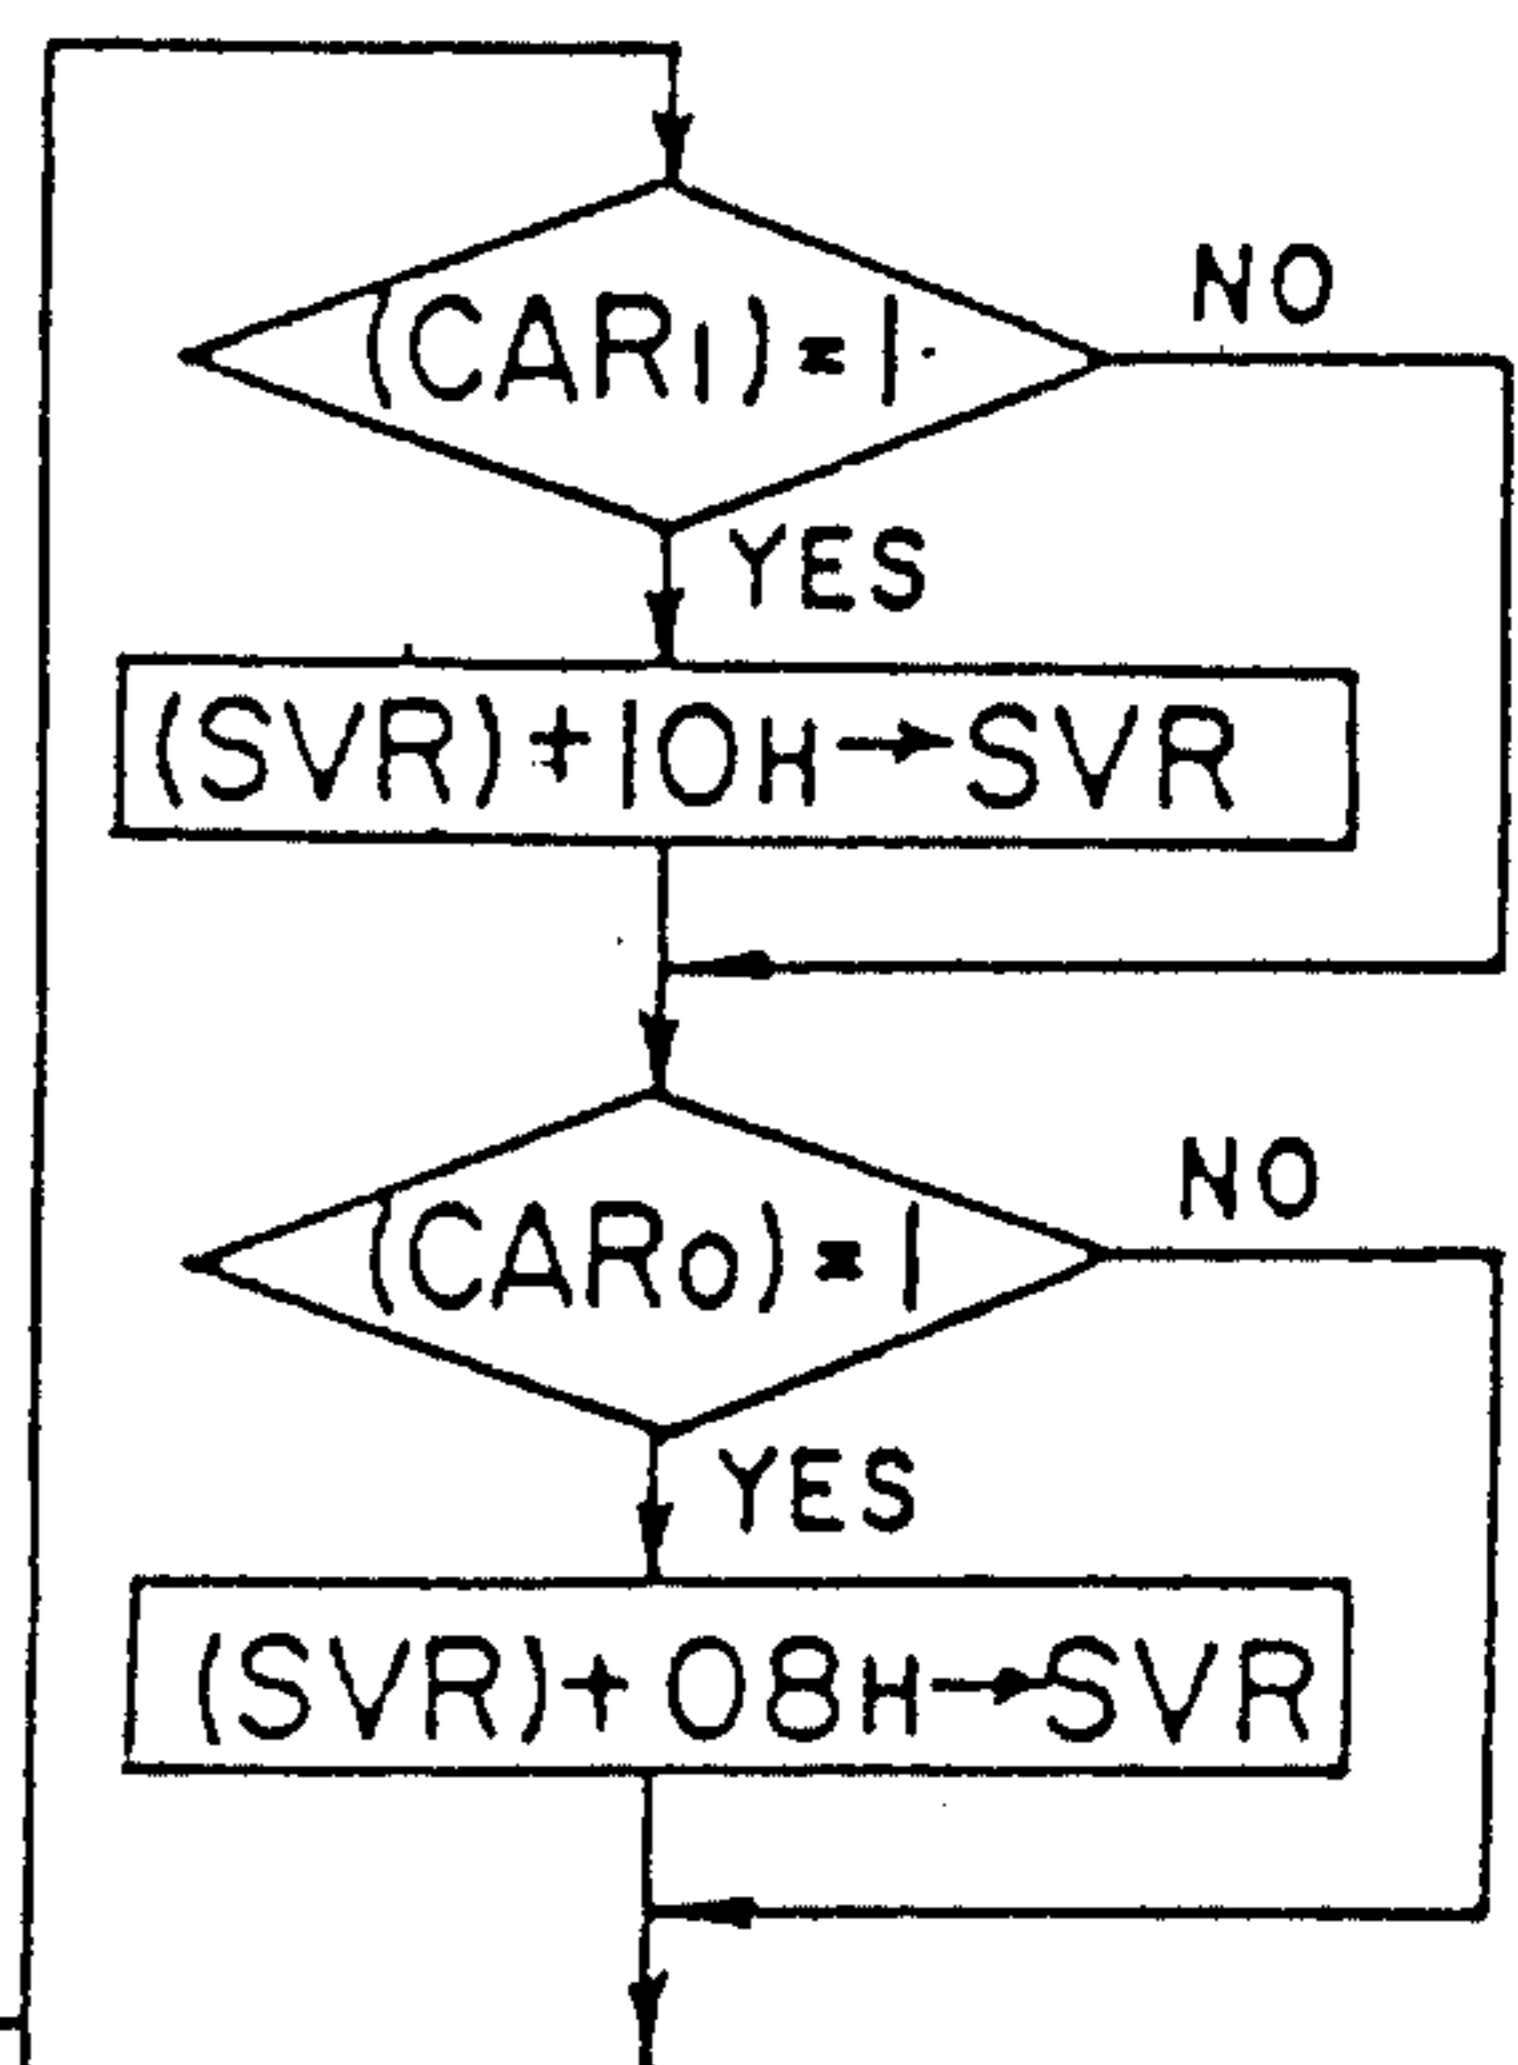 NO
(CAR1)=1
YES
(SVR)+10H→SVR
NO
(CAR0)=1
YES
(SVR)+08H→SVR